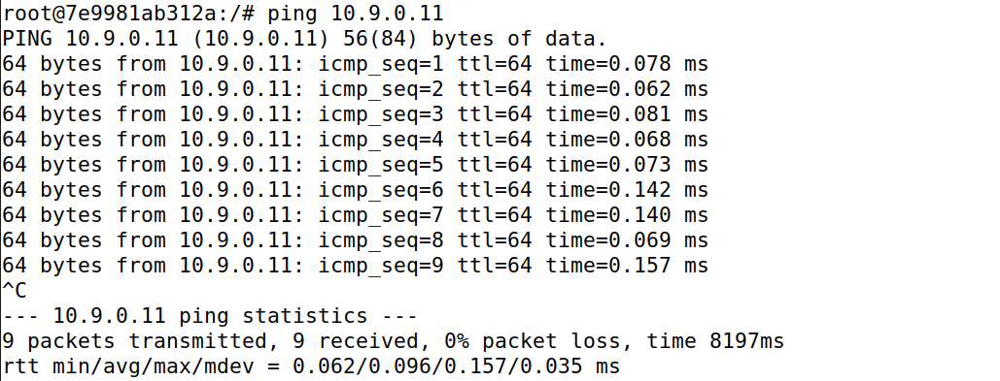 root@7e9981ab312a:/# ping 10.9.0.11
PING 10.9.0.11 (10.9.0.11) 56(84) bytes of data.
64 bytes from 10.9.0.11: icmp_seq=1 ttl=64 time=0.078 ms
64 bytes from 10.9.0.11: icmp_seq=2 ttl=64 time=0.062 ms
64 bytes from 10.9.0.11: icmp_seq=3 ttl=64 time=0.081 ms
64 bytes from 10.9.0.11: icmp_seq=4 ttl=64 time=0.068 ms
64 bytes from 10.9.0.11: icmp_seq=5 ttl=64 time=0.073 ms
64 bytes from 10.9.0.11: icmp_seq=6 ttl=64 time=0.142 ms
64 bytes from 10.9.0.11: icmp_seq=7 ttl=64 time=0.140 ms
64 bytes from 10.9.0.11: icmp_seq=8 ttl=64 time=0.069 ms
64 bytes from 10.9.0.11: icmp_seq=9 ttl=64 time=0.157 ms
^C
--- 10.9.0.11 ping statistics ---
9 packets transmitted, 9 received, 0% packet loss, time 8197ms
rtt min/avg/max/mdev = 0.062/0.096/0.157/0.035 ms